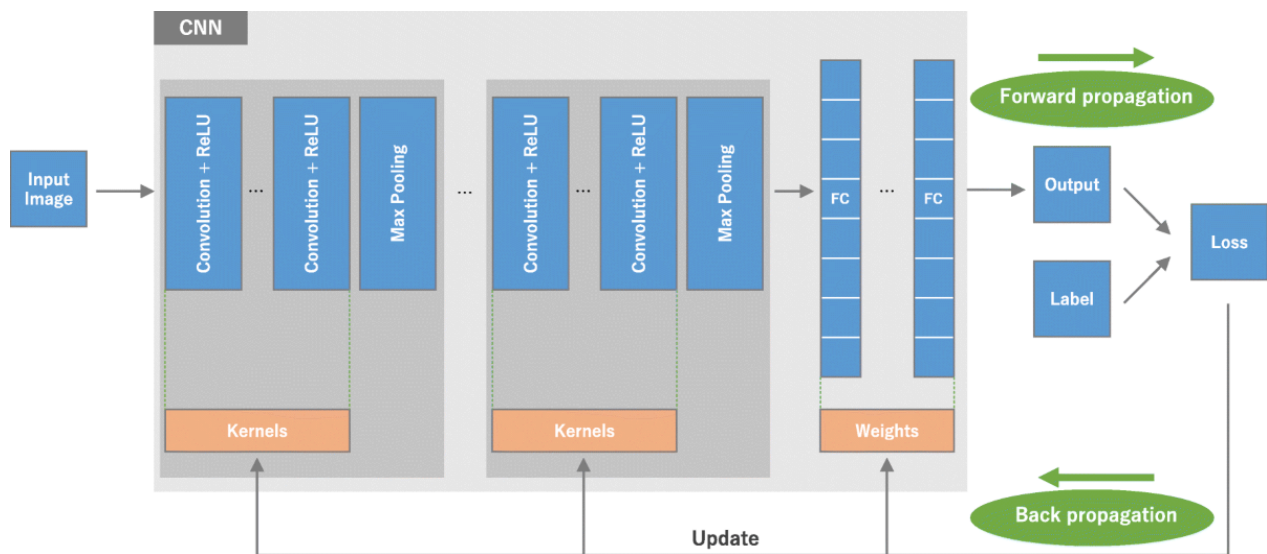 CNN
Forward propagation
Input
Image
Convolution + ReLU
...
Convolution + ReLU
Max Pooling
...
Convolution + ReLU
...
Convolution + ReLU
Max Pooling
FC
...
FC
Output
Label
Loss
Kernels
Kernels
Weights
Back propagation
Update